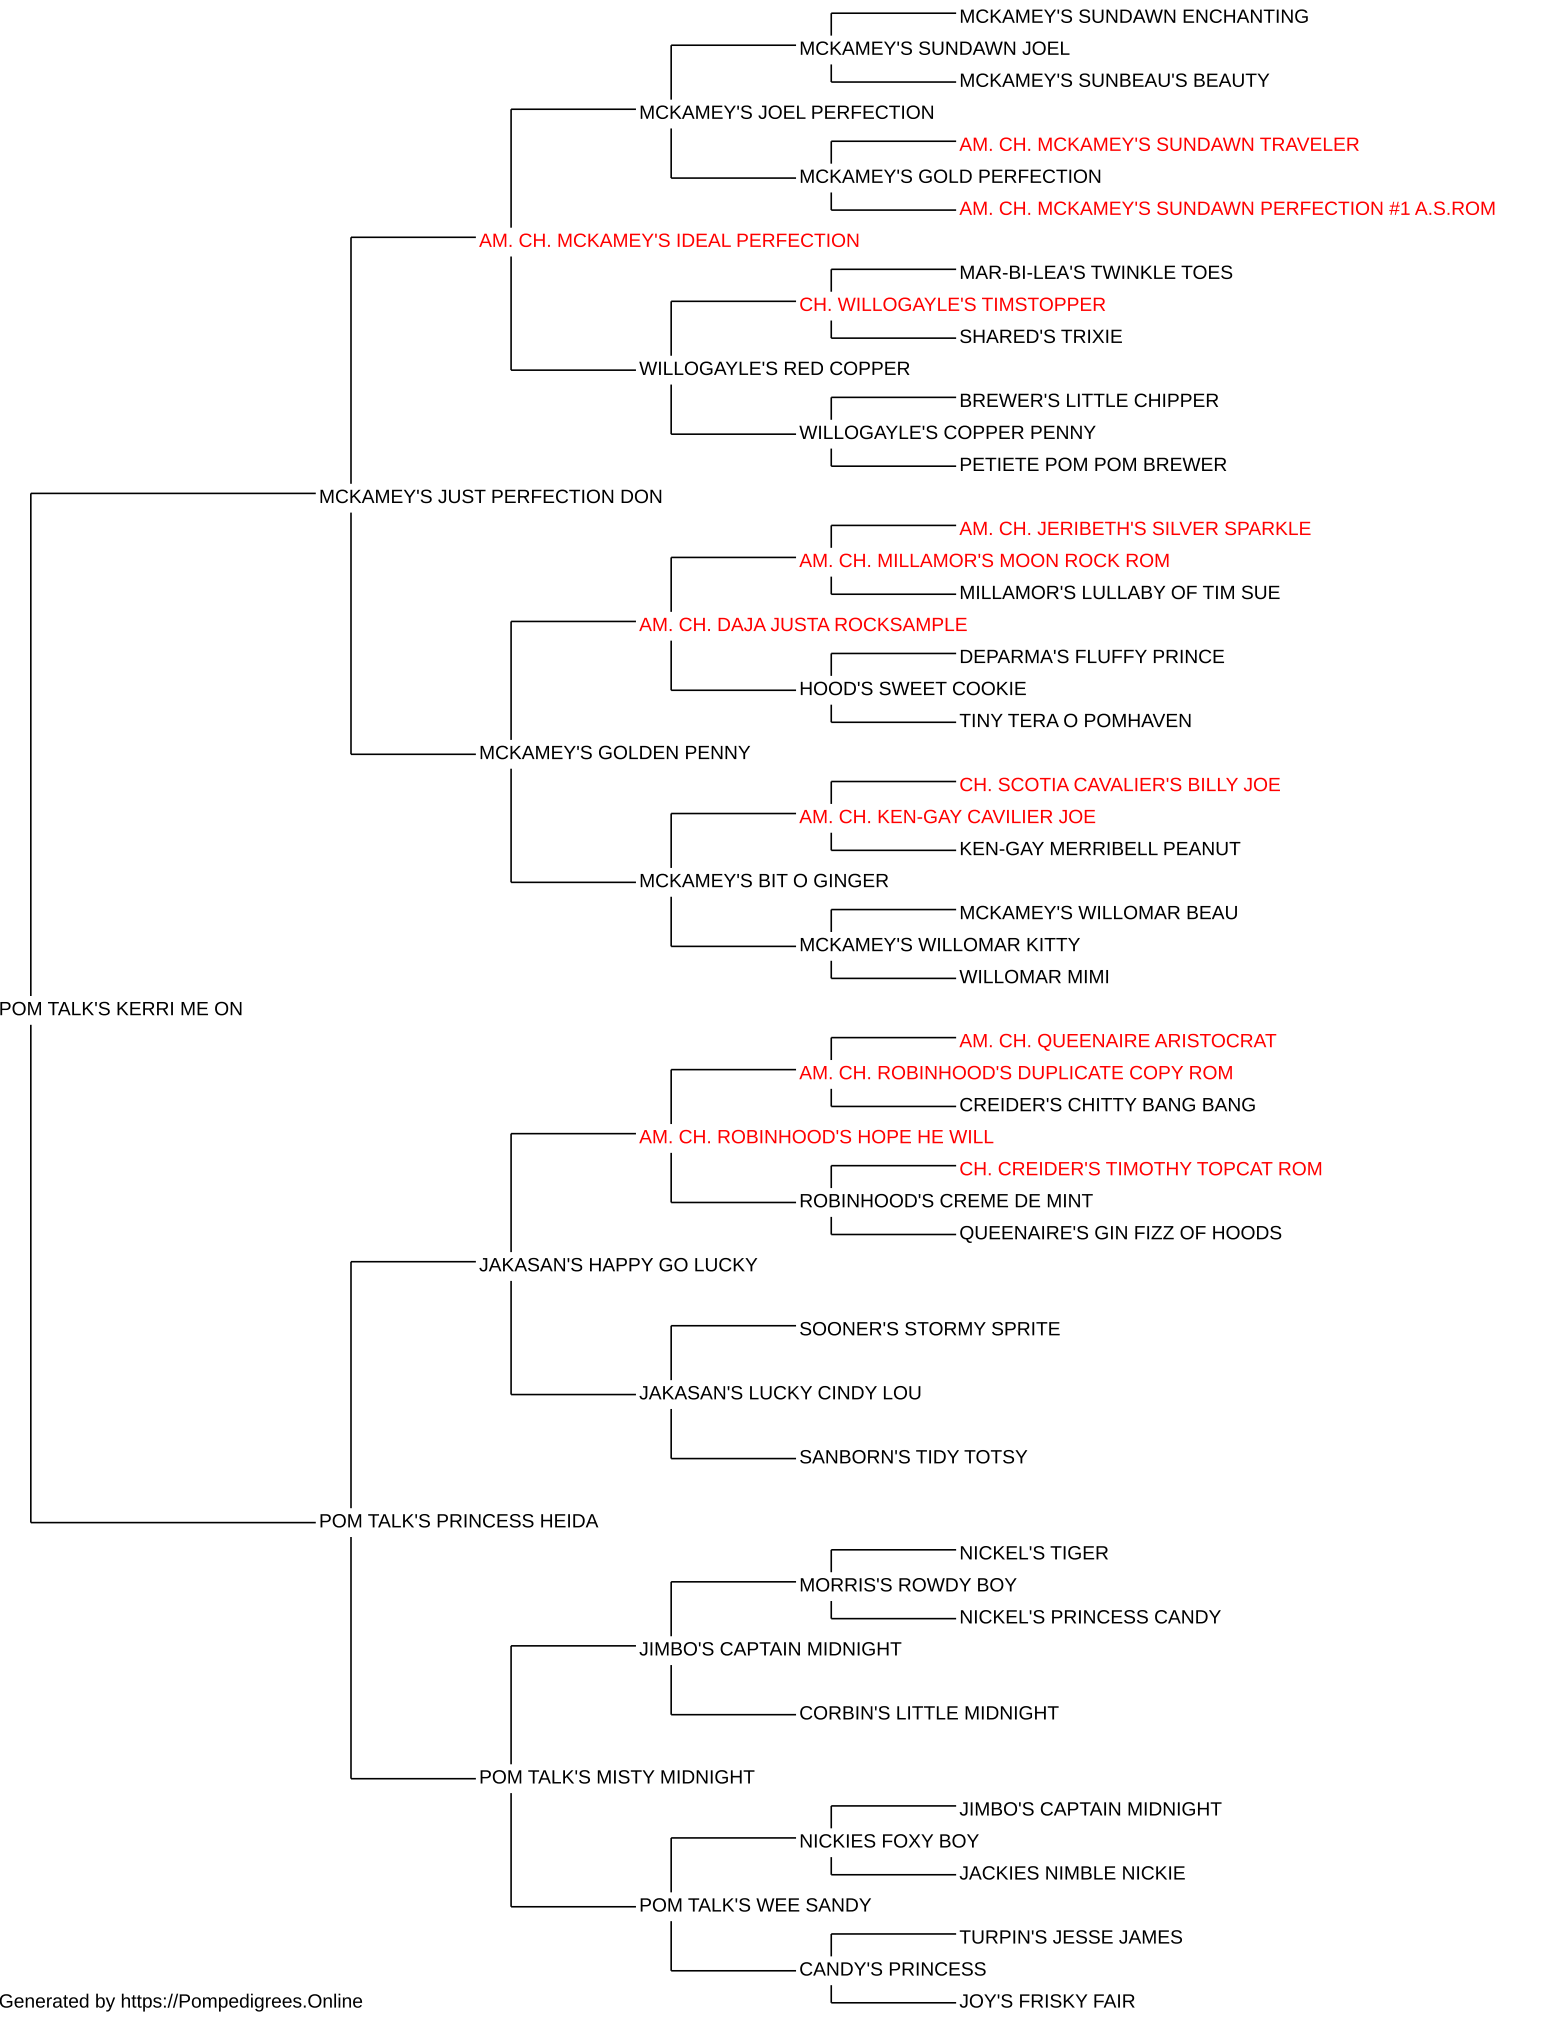 MCKAMEY'S SUNDAWN ENCHANTING
MCKAMEY'S SUNDAWN JOEL
MCKAMEY'S SUNBEAU'S BEAUTY
MCKAMEY'S JOEL PERFECTION
AM. CH. MCKAMEY'S SUNDAWN TRAVELER
MCKAMEY'S GOLD PERFECTION
AM. CH. MCKAMEY'S SUNDAWN PERFECTION #1 A.S.ROM
AM. CH. MCKAMEY'S IDEAL PERFECTION
MAR-BI-LEA'S TWINKLE TOES
CH. WILLOGAYLE'S TIMSTOPPER
SHARED'S TRIXIE
WILLOGAYLE'S RED COPPER
BREWER'S LITTLE CHIPPER
WILLOGAYLE'S COPPER PENNY
PETIETE POM POM BREWER
MCKAMEY'S JUST PERFECTION DON
AM. CH. JERIBETH'S SILVER SPARKLE
AM. CH. MILLAMOR'S MOON ROCK ROM
MILLAMOR'S LULLABY OF TIM SUE
AM. CH. DAJA JUSTA ROCKSAMPLE
DEPARMA'S FLUFFY PRINCE
HOOD'S SWEET COOKIE
TINY TERA O POMHAVEN
MCKAMEY'S GOLDEN PENNY
CH. SCOTIA CAVALIER'S BILLY JOE
AM. CH. KEN-GAY CAVILIER JOE
KEN-GAY MERRIBELL PEANUT
MCKAMEY'S BIT O GINGER
MCKAMEY'S WILLOMAR BEAU
MCKAMEY'S WILLOMAR KITTY
WILLOMAR MIMI
POM TALK'S KERRI ME ON
AM. CH. QUEENAIRE ARISTOCRAT
AM. CH. ROBINHOOD'S DUPLICATE COPY ROM
CREIDER'S CHITTY BANG BANG
AM. CH. ROBINHOOD'S HOPE HE WILL
CH. CREIDER'S TIMOTHY TOPCAT ROM
ROBINHOOD'S CREME DE MINT
QUEENAIRE'S GIN FIZZ OF HOODS
JAKASAN'S HAPPY GO LUCKY
SOONER'S STORMY SPRITE
JAKASAN'S LUCKY CINDY LOU
SANBORN'S TIDY TOTSY
POM TALK'S PRINCESS HEIDA
NICKEL'S TIGER
MORRIS'S ROWDY BOY
NICKEL'S PRINCESS CANDY
JIMBO'S CAPTAIN MIDNIGHT
CORBIN'S LITTLE MIDNIGHT
POM TALK'S MISTY MIDNIGHT
JIMBO'S CAPTAIN MIDNIGHT
NICKIES FOXY BOY
JACKIES NIMBLE NICKIE
POM TALK'S WEE SANDY
TURPIN'S JESSE JAMES
CANDY'S PRINCESS
JOY'S FRISKY FAIR
Generated by https://Pompedigrees.Online